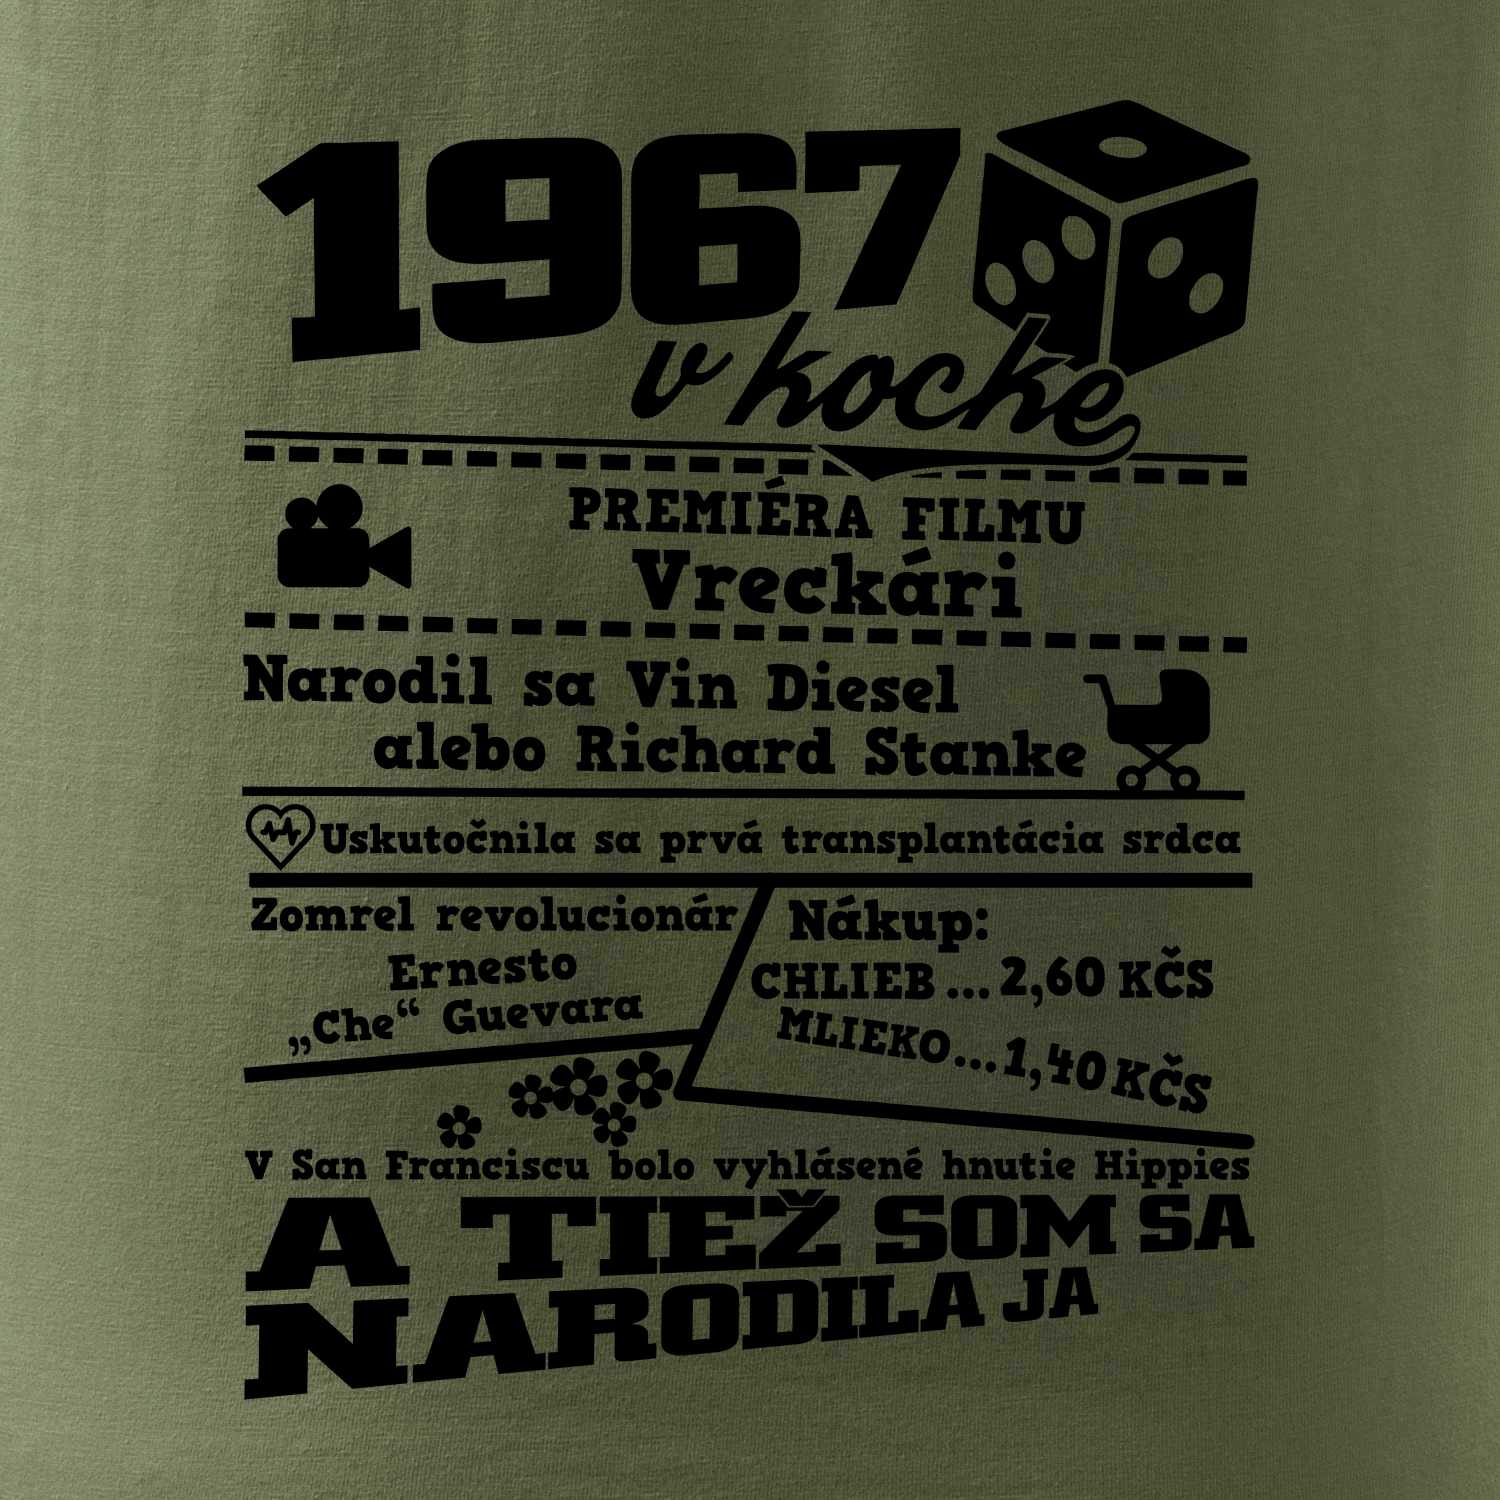 1967
v kocke
PREMIÉRA FILMU
Vreckári
Narodil sa Vin Diesel
alebo Richard Stanke
Uskutočnila sa prvá transplantácia srdca
Zomrel revolucionár
Ernesto
„Che“ Guevara
Nákup:
CHLIEB...2,60 KČS
MLIEKO...1,40 KČS
V San Franciscu bolo vyhlásené hnutie Hippies
A TIEŽ SOM SA
NARODILA JA